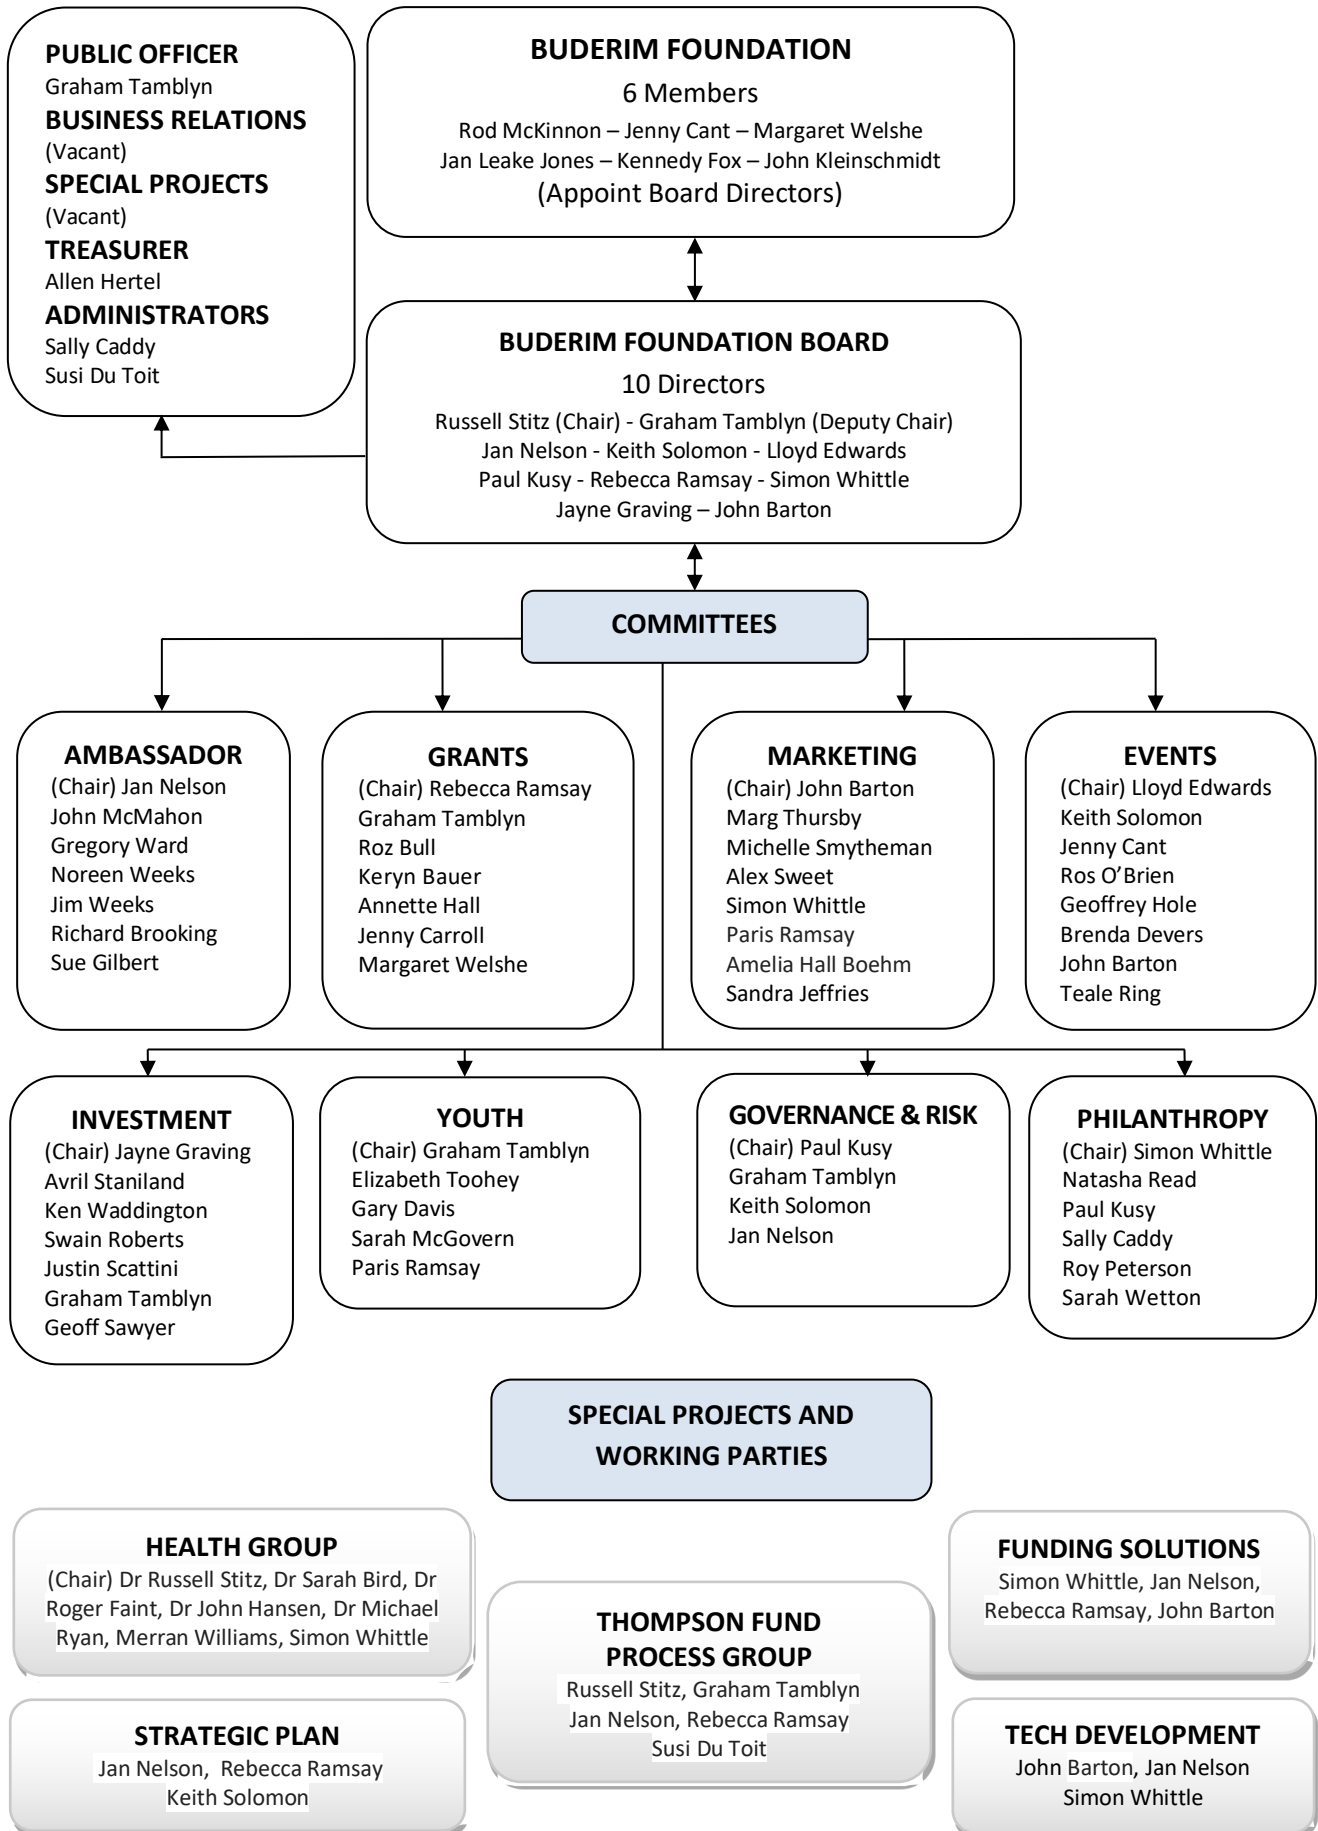 PUBLIC OFFICER
Graham Tamblyn
BUSINESS RELATIONS
(Vacant)
SPECIAL PROJECTS
(Vacant)
TREASURER
Allen Hertel
ADMINISTRATORS
Sally Caddy
Susi Du Toit
BUDERIM FOUNDATION
6 Members
Rod McKinnon – Jenny Cant – Margaret Welshe
Jan Leake Jones – Kennedy Fox – John Kleinschmidt
(Appoint Board Directors)
BUDERIM FOUNDATION BOARD
10 Directors
Russell Stitz (Chair) - Graham Tamblyn (Deputy Chair)
Jan Nelson - Keith Solomon - Lloyd Edwards
Paul Kusy - Rebecca Ramsay - Simon Whittle
Jayne Graving – John Barton
COMMITTEES
AMBASSADOR
(Chair) Jan Nelson
John McMahon
Gregory Ward
Noreen Weeks
Jim Weeks
Richard Brooking
Sue Gilbert
GRANTS
(Chair) Rebecca Ramsay
Graham Tamblyn
Roz Bull
Keryn Bauer
Annette Hall
Jenny Carroll
Margaret Welshe
MARKETING
(Chair) John Barton
Marg Thursby
Michelle Smytheman
Alex Sweet
Simon Whittle
Paris Ramsay
Amelia Hall Boehm
Sandra Jeffries
EVENTS
(Chair) Lloyd Edwards
Keith Solomon
Jenny Cant
Ros O’Brien
Geoffrey Hole
Brenda Devers
John Barton
Teale Ring
INVESTMENT
(Chair) Jayne Graving
Avril Staniland
Ken Waddington
Swain Roberts
Justin Scattini
Graham Tamblyn
Geoff Sawyer
YOUTH
(Chair) Graham Tamblyn
Elizabeth Toohey
Gary Davis
Sarah McGovern
Paris Ramsay
GOVERNANCE & RISK
(Chair) Paul Kusy
Graham Tamblyn
Keith Solomon
Jan Nelson
PHILANTHROPY
(Chair) Simon Whittle
Natasha Read
Paul Kusy
Sally Caddy
Roy Peterson
Sarah Wetton
SPECIAL PROJECTS AND
WORKING PARTIES
HEALTH GROUP
(Chair) Dr Russell Stitz, Dr Sarah Bird, Dr
Roger Faint, Dr John Hansen, Dr Michael
Ryan, Merran Williams, Simon Whittle
STRATEGIC PLAN
Jan Nelson, Rebecca Ramsay
Keith Solomon
THOMPSON FUND
PROCESS GROUP
Russell Stitz, Graham Tamblyn
Jan Nelson, Rebecca Ramsay
Susi Du Toit
FUNDING SOLUTIONS
Simon Whittle, Jan Nelson,
Rebecca Ramsay, John Barton
TECH DEVELOPMENT
John Barton, Jan Nelson
Simon Whittle